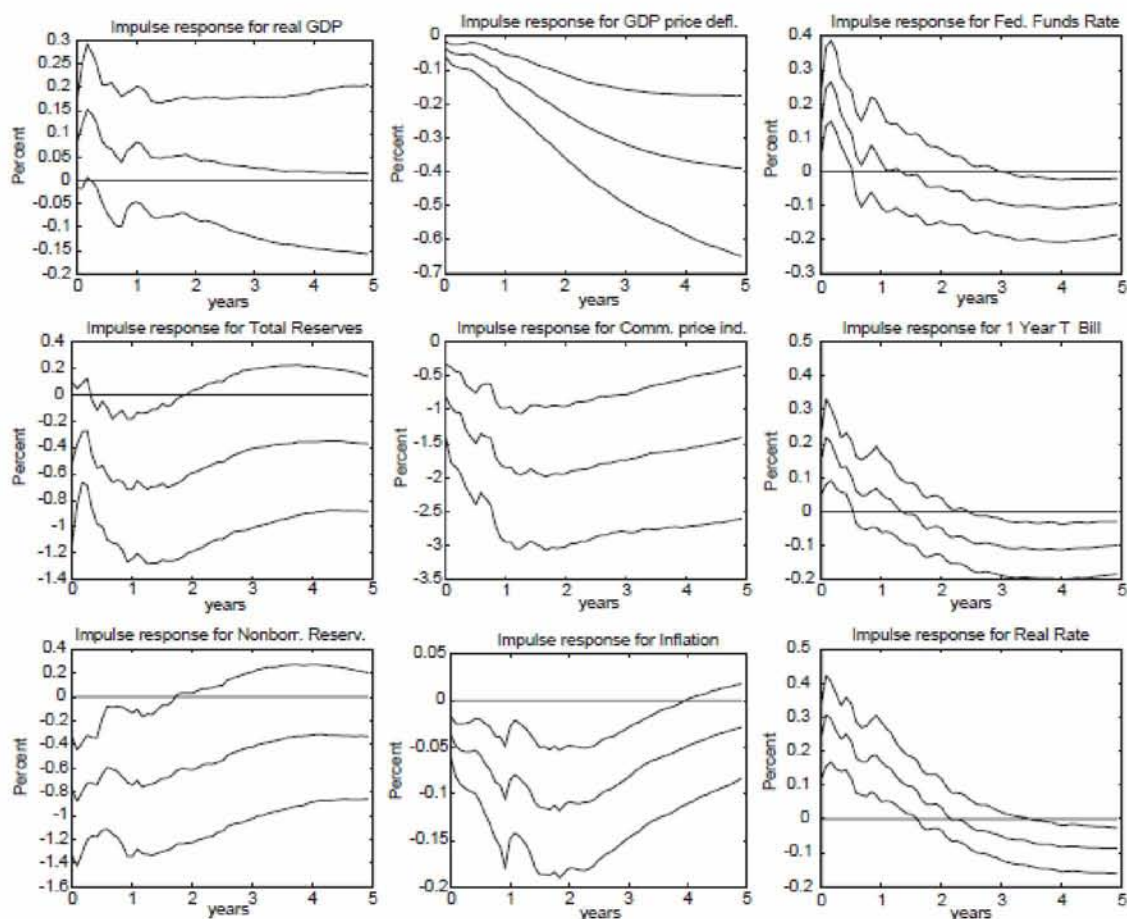 Impulse response for real GDP
0.3
0.25
0.2
0.15
0.1
0.05
0
-0.05
-0.1
-0.15
-0.2
Percent
0 1 2 3 4 5
years
Impulse response for GDP price defl.
-0
-0.1
-0.2
-0.3
-0.4
-0.5
-0.6
-0.7
Percent
0 1 2 3 4 5
years
Impulse response for Fed. Funds Rate
0.4
0.3
0.2
0.1
0
-0.1
-0.2
-0.3
Percent
0 1 2 3 4 5
years
Impulse response for Total Reserves
0.4
0.2
0
-0.2
-0.4
-0.6
-0.8
-1
-1.2
-1.4
Percent
0 1 2 3 4 5
years
Impulse response for Comm. price ind.
-0
-0.5
-1
-1.5
-2
-2.5
-3
-3.5
Percent
0 1 2 3 4 5
years
Impulse response for 1 Year T Bill
0.5
0.4
0.3
0.2
0.1
0
-0.1
-0.2
Percent
0 1 2 3 4 5
years
Impulse response for Nonborr. Reserv.
0.4
0.2
0
-0.2
-0.4
-0.6
-0.8
-1
-1.2
-1.4
-1.6
Percent
0 1 2 3 4 5
years
Impulse response for Inflation
0.05
0
-0.05
-0.1
-0.15
-0.2
Percent
0 1 2 3 4 5
years
Impulse response for Real Rate
0.5
0.4
0.3
0.2
0.1
0
-0.1
-0.2
Percent
0 1 2 3 4 5
years